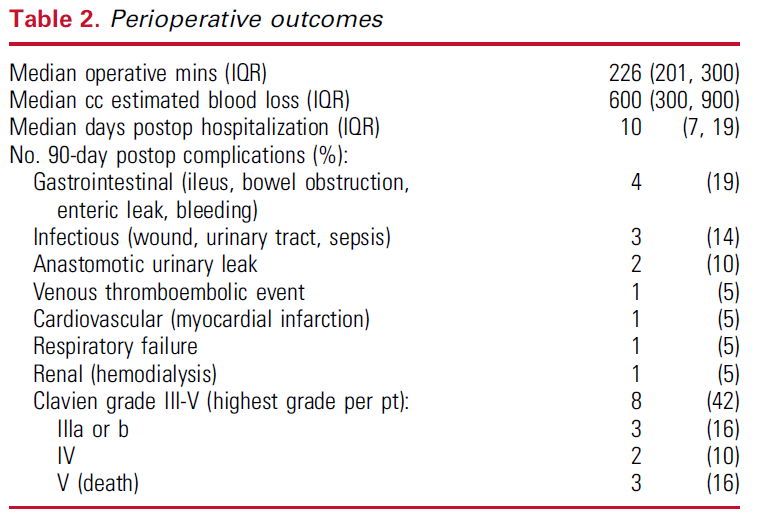 Table 2. Perioperative outcomes
Median operative mins (IQR) 226 (201, 300)
Median cc estimated blood loss (IQR) 600 (300, 900)
Median days postop hospitalization (IQR) 10 (7, 19)
No. 90-day postop complications (%):
Gastrointestinal (ileus, bowel obstruction, 4 (19)
enteric leak, bleeding)
Infectious (wound, urinary tract, sepsis) 3 (14)
Anastomotic urinary leak 2 (10)
Venous thromboembolic event 1 (5)
Cardiovascular (myocardial infarction) 1 (5)
Respiratory failure 1 (5)
Renal (hemodialysis) 1 (5)
Clavien grade III-V (highest grade per pt): 8 (42)
IIIa or b 3 (16)
IV 2 (10)
V (death) 3 (16)